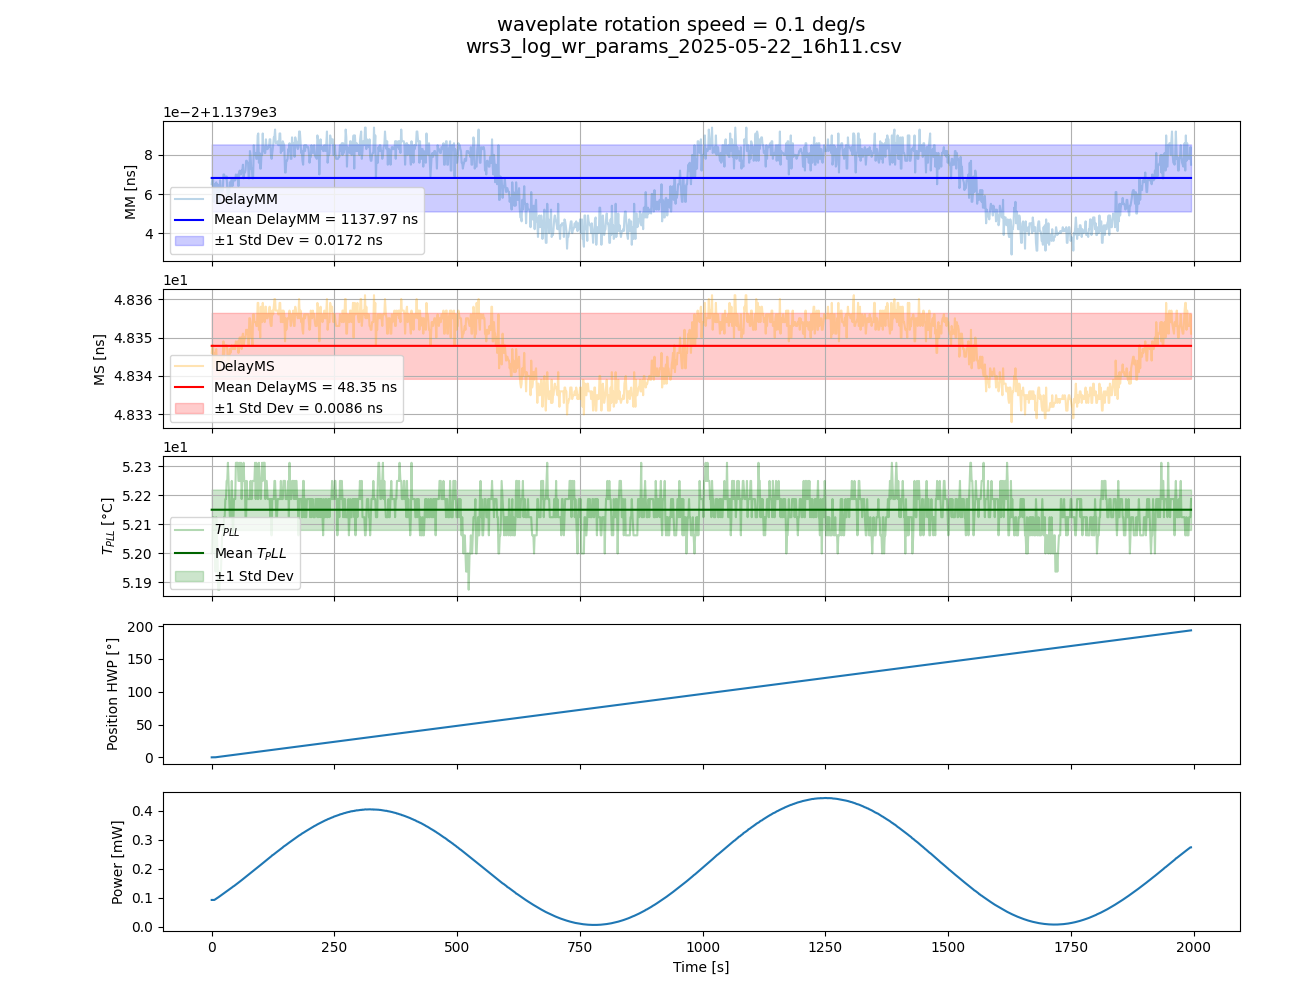 waveplate rotation speed = 0.1 deg/s
wrs3_log_wr_params_2025-05-22_16h11.csv
1e−2+1.1379e3
8
6
4
MM [ns]
DelayMM
Mean DelayMM = 1137.97 ns
±1 Std Dev = 0.0172 ns
1e1
4.836
4.835
4.834
4.833
MS [ns]
DelayMS
Mean DelayMS = 48.35 ns
±1 Std Dev = 0.0086 ns
1e1
5.23
5.22
5.21
5.20
5.19
T_{PLL} [°C]
T_{PLL}
Mean T_PLL
±1 Std Dev
200
150
100
50
0
Position HWP [°]
0.4
0.3
0.2
0.1
0.0
Power [mW]
0 250 500 750 1000 1250 1500 1750 2000
Time [s]